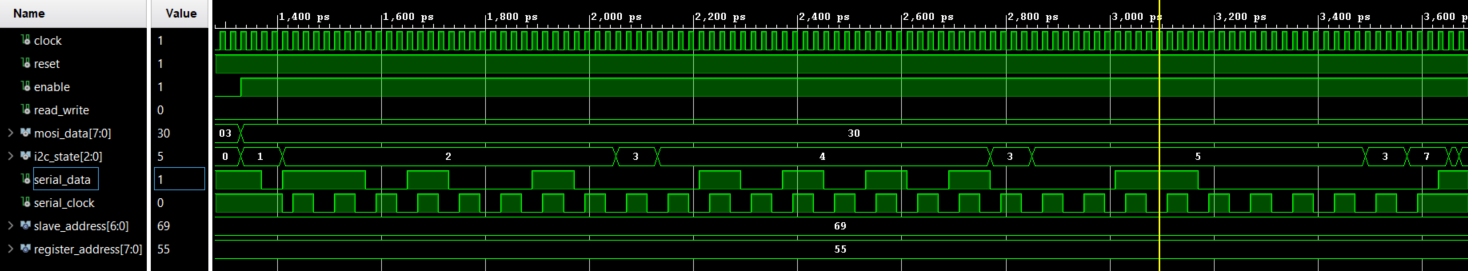 Name Value 1,400 ps 1,600 ps 1,800 ps 2,000 ps 2,200 ps 2,400 ps 2,600 ps 2,800 ps 3,000 ps 3,200 ps 3,400 ps 3,600 ps
clock 1
reset 1
enable 1
read_write 0
mosi_data[7:0] 30 03 30
i2c_state[2:0] 5 0 1 2 3 4 3 5 3 7
serial_data 1
serial_clock 0
slave_address[6:0] 69 69
register_address[7:0] 55 55